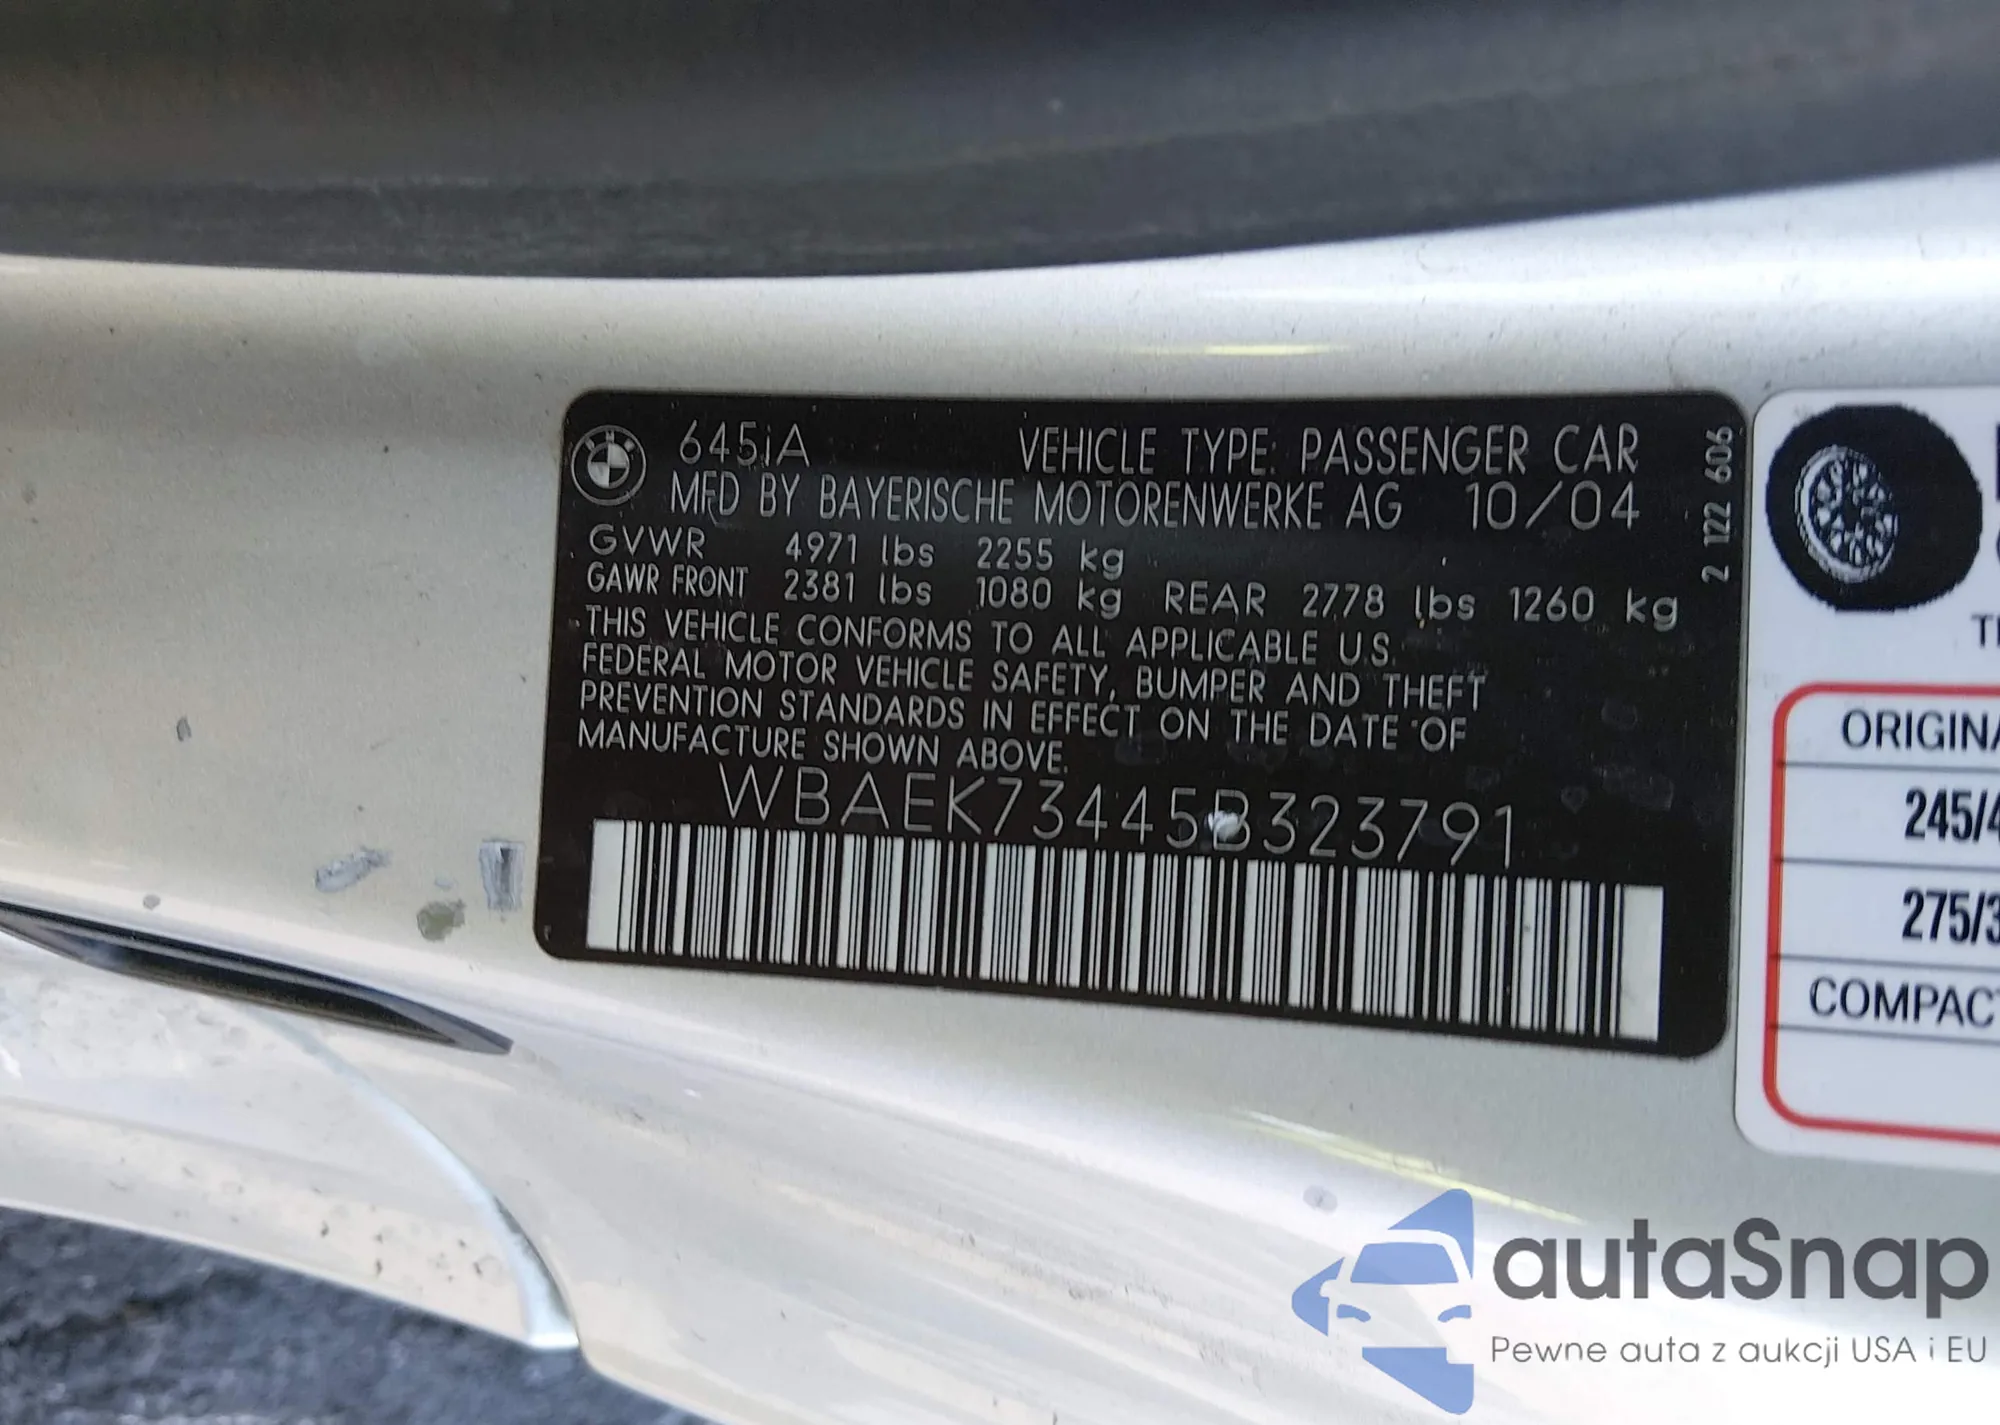 645iA VEHICLE TYPE: PASSENGER CAR
MFD BY BAYERISCHE MOTORENWERKE AG 10/04
GVWR 4971 lbs 2255 kg
GAWR FRONT 2381 lbs 1080 kg REAR 2778 lbs 1260 kg
THIS VEHICLE CONFORMS TO ALL APPLICABLE U.S.
FEDERAL MOTOR VEHICLE SAFETY, BUMPER AND THEFT
PREVENTION STANDARDS IN EFFECT ON THE DATE OF
MANUFACTURE SHOWN ABOVE.
WBAEK73445B323791
2 122 606
ORIGINA
245/4
275/3
COMPAC
autaSnap
Pewne auta z aukcji USA i EU